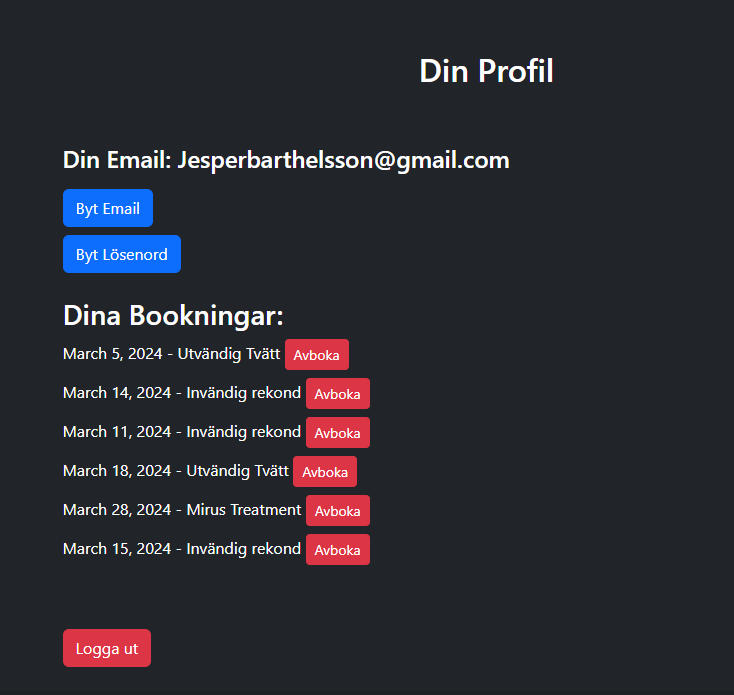 Din Profil
Din Email: Jesperbarthelsson@gmail.com
Byt Email
Byt Lösenord
Dina Bookningar:
March 5, 2024 - Utvändig Tvätt Avboka
March 14, 2024 - Invändig rekond Avboka
March 11, 2024 - Invändig rekond Avboka
March 18, 2024 - Utvändig Tvätt Avboka
March 28, 2024 - Mirus Treatment Avboka
March 15, 2024 - Invändig rekond Avboka
Logga ut